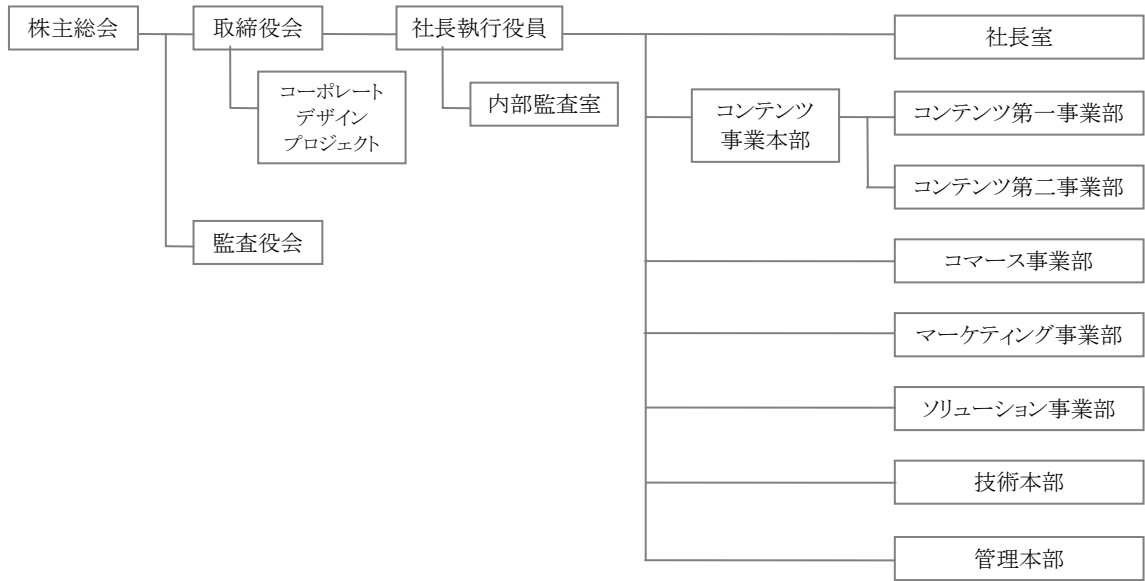 株主総会
取締役会
社長執行役員
社長室
コーポレート
デザイン
プロジェクト
内部監査室
コンテンツ
事業本部
コンテンツ第一事業部
コンテンツ第二事業部
監査役会
コマース事業部
マーケティング事業部
ソリューション事業部
技術本部
管理本部